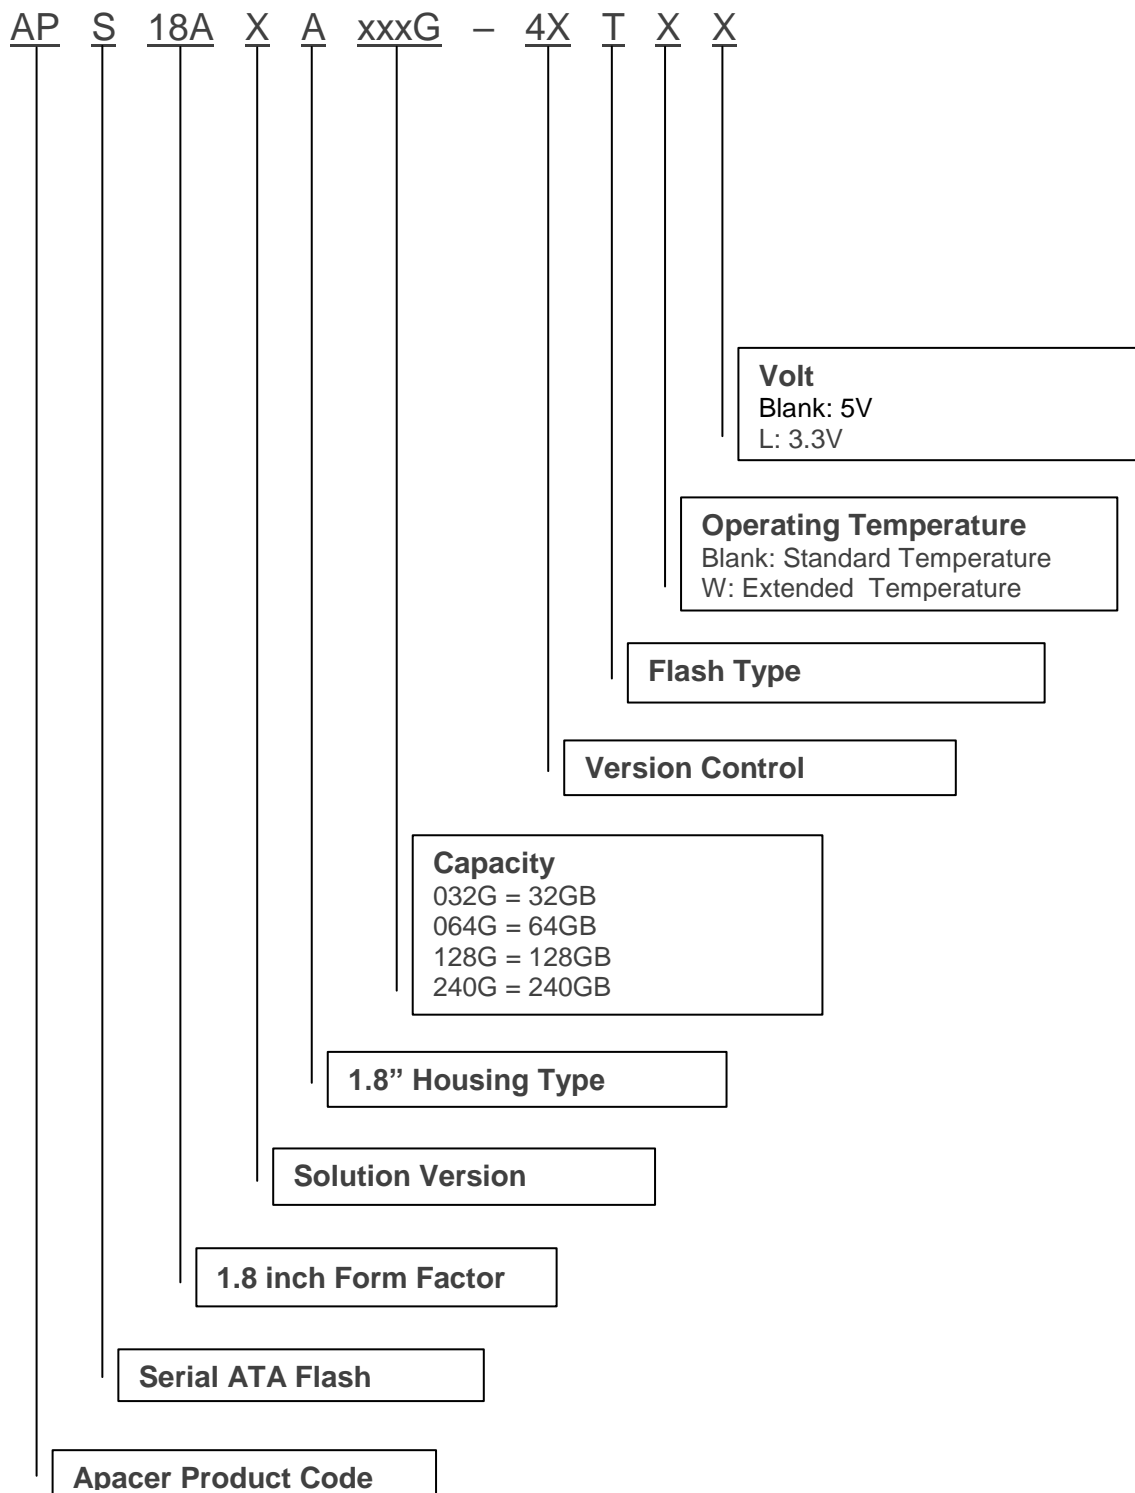 AP S 18A X A xxxG – 4X T X X
Volt
Blank: 5V
L: 3.3V
Operating Temperature
Blank: Standard Temperature
W: Extended Temperature
Flash Type
Version Control
Capacity
032G = 32GB
064G = 64GB
128G = 128GB
240G = 240GB
1.8” Housing Type
Solution Version
1.8 inch Form Factor
Serial ATA Flash
Apacer Product Code